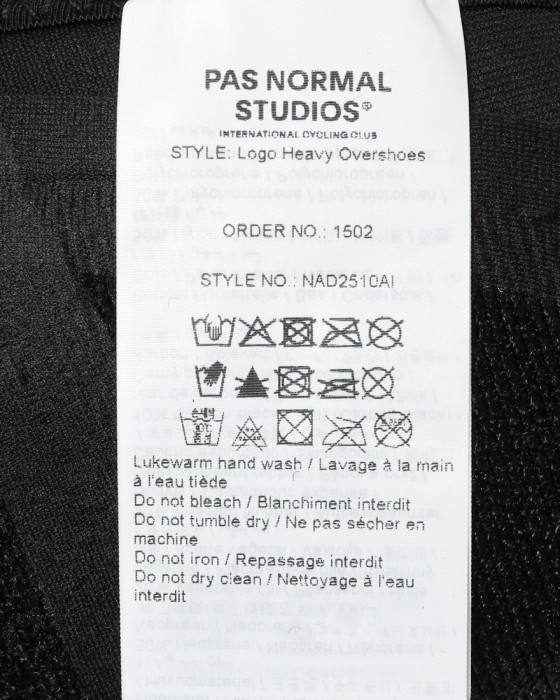 PAS NORMAL
STUDIOS®
INTERNATIONAL CYCLING CLUB
STYLE: Logo Heavy Overshoes
ORDER NO.: 1502
STYLE NO.: NAD2510AI
Lukewarm hand wash / Lavage à la main
à l'eau tiède
Do not bleach / Blanchiment interdit
Do not tumble dry / Ne pas sécher en
machine
Do not iron / Repassage interdit
Do not dry clean / Nettoyage à l'eau
interdit